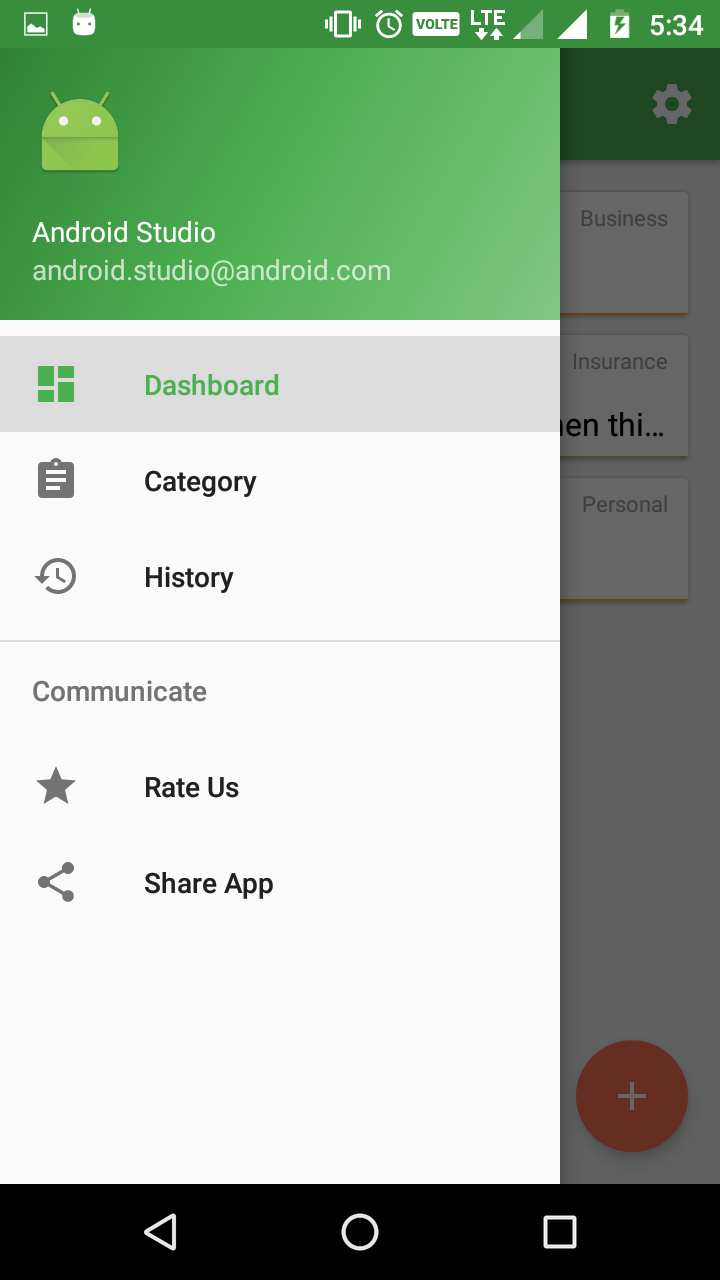 VOLTE LTE 5:34
Android Studio
android.studio@android.com
Dashboard
Category
History
Communicate
Rate Us
Share App
Business
Insurance
en thi...
Personal